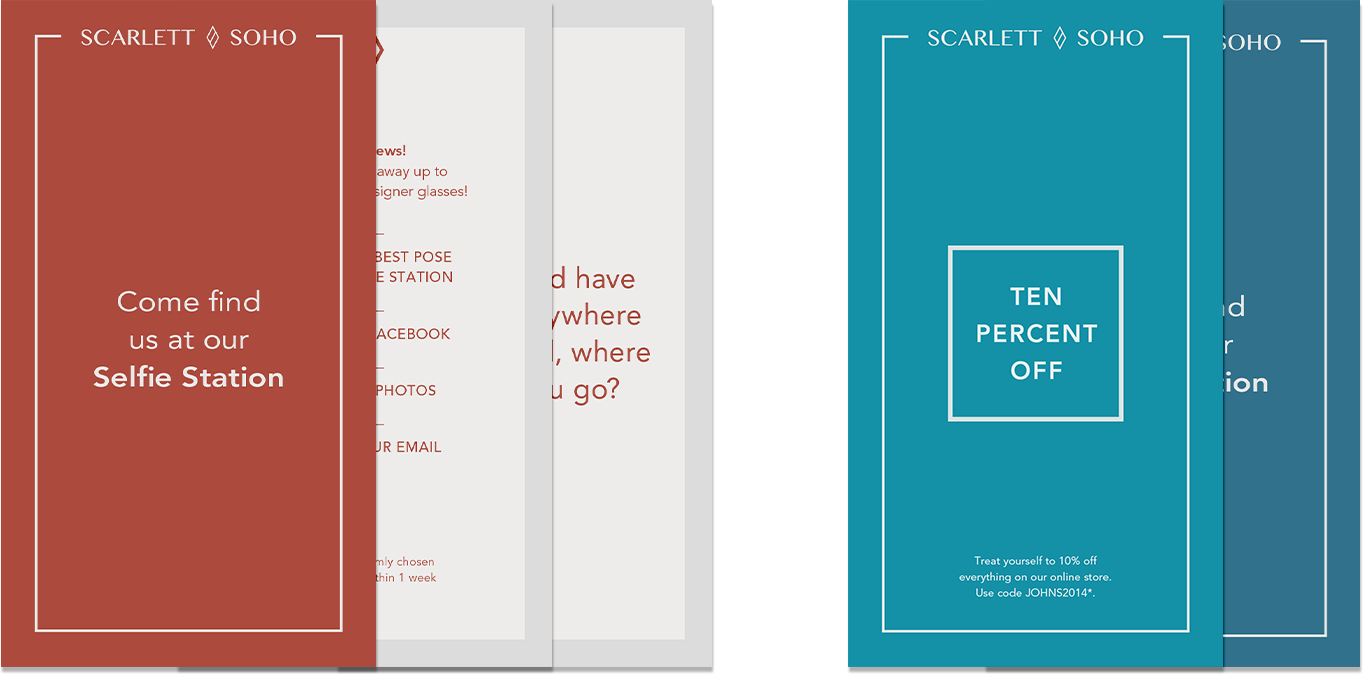 SCARLETT SOHO
Come find
us at our
Selfie Station
ews!
away up to
signer glasses!
BEST POSE
E STATION
ACEBOOK
PHOTOS
UR EMAIL
mly chosen
thin 1 week
d have
ywhere
, where
u go?
SCARLETT SOHO
TEN
PERCENT
OFF
Treat yourself to 10% off
everything on our online store.
Use code JOHNS2014*.
SOHO
nd
r
tion